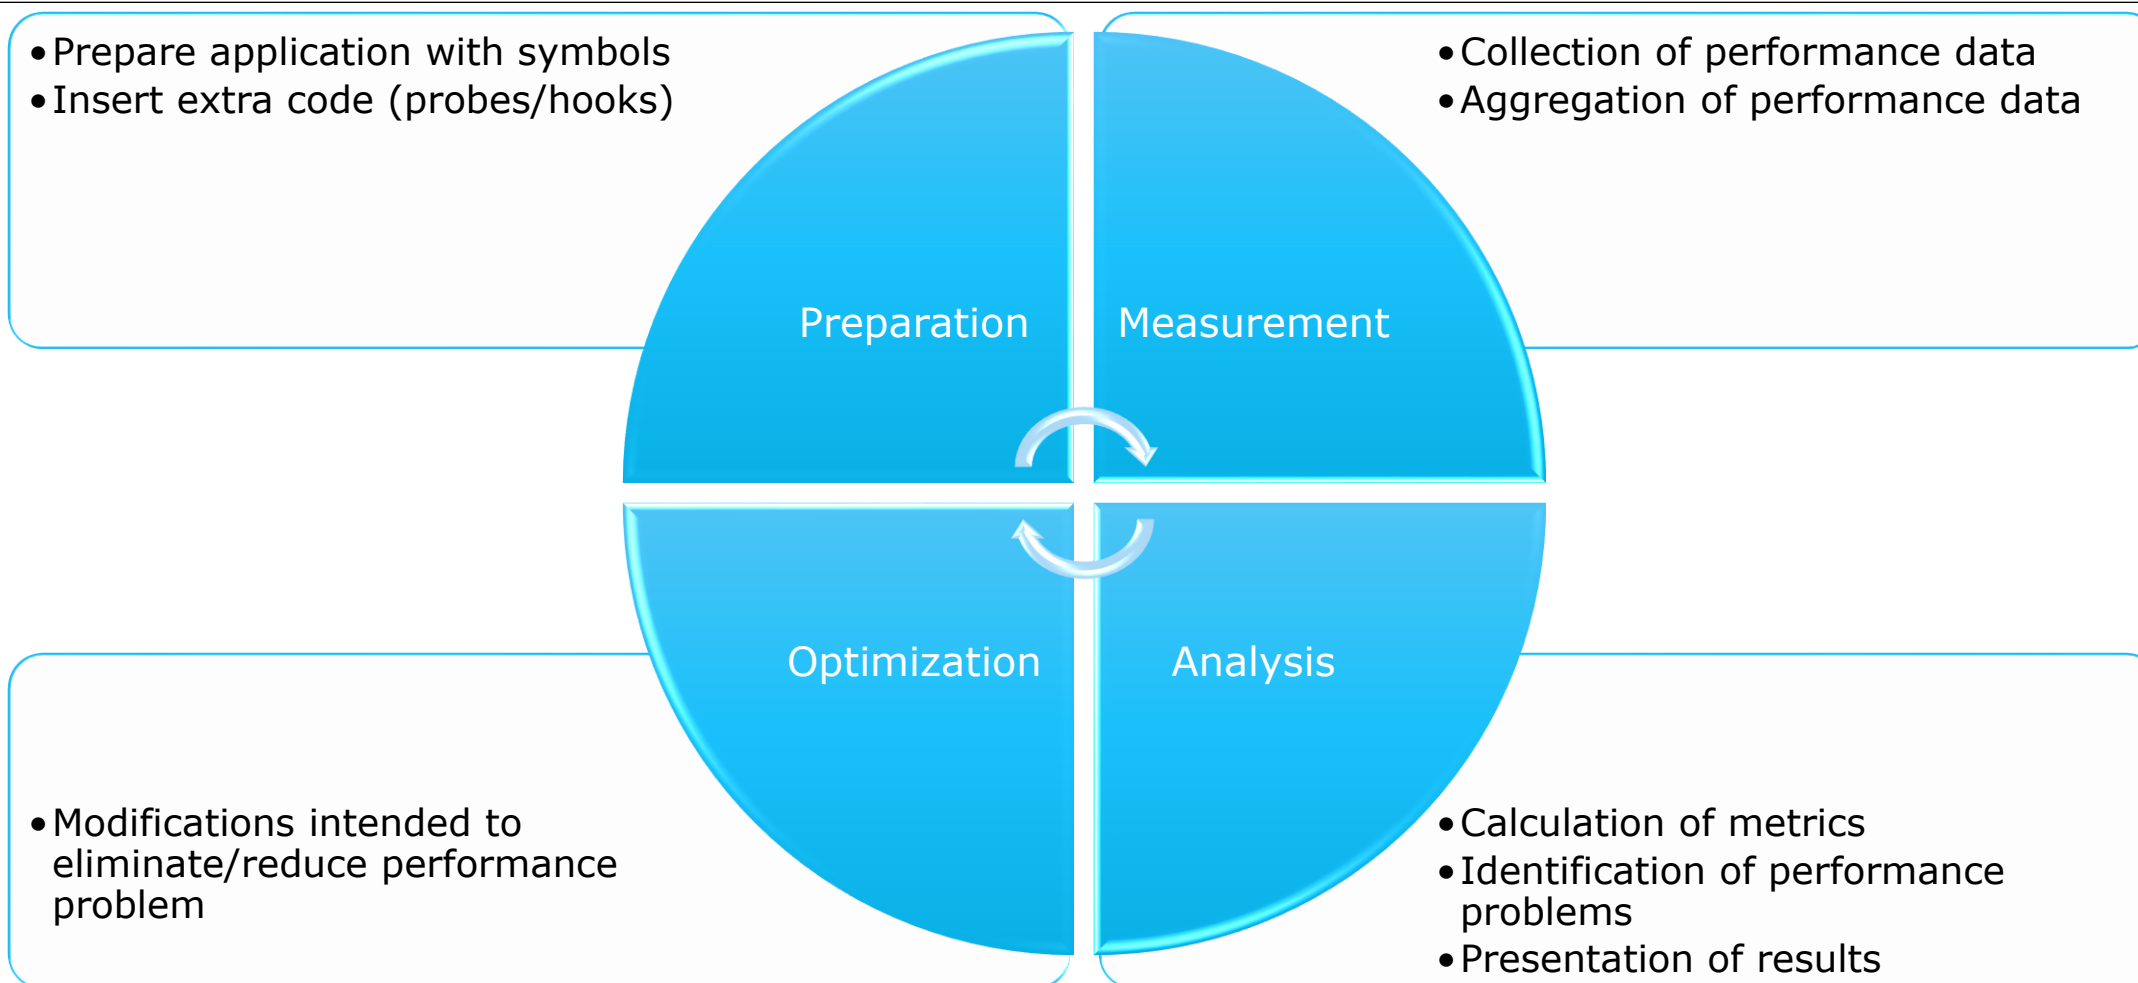 •Prepare application with symbols
•Insert extra code (probes/hooks)
•Collection of performance data
•Aggregation of performance data
Preparation
Measurement
Optimization
Analysis
•Modifications intended to
eliminate/reduce performance
problem
•Calculation of metrics
•Identification of performance
problems
•Presentation of results